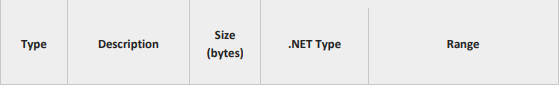 Type
Description
Size
(bytes)
.NET Type
Range